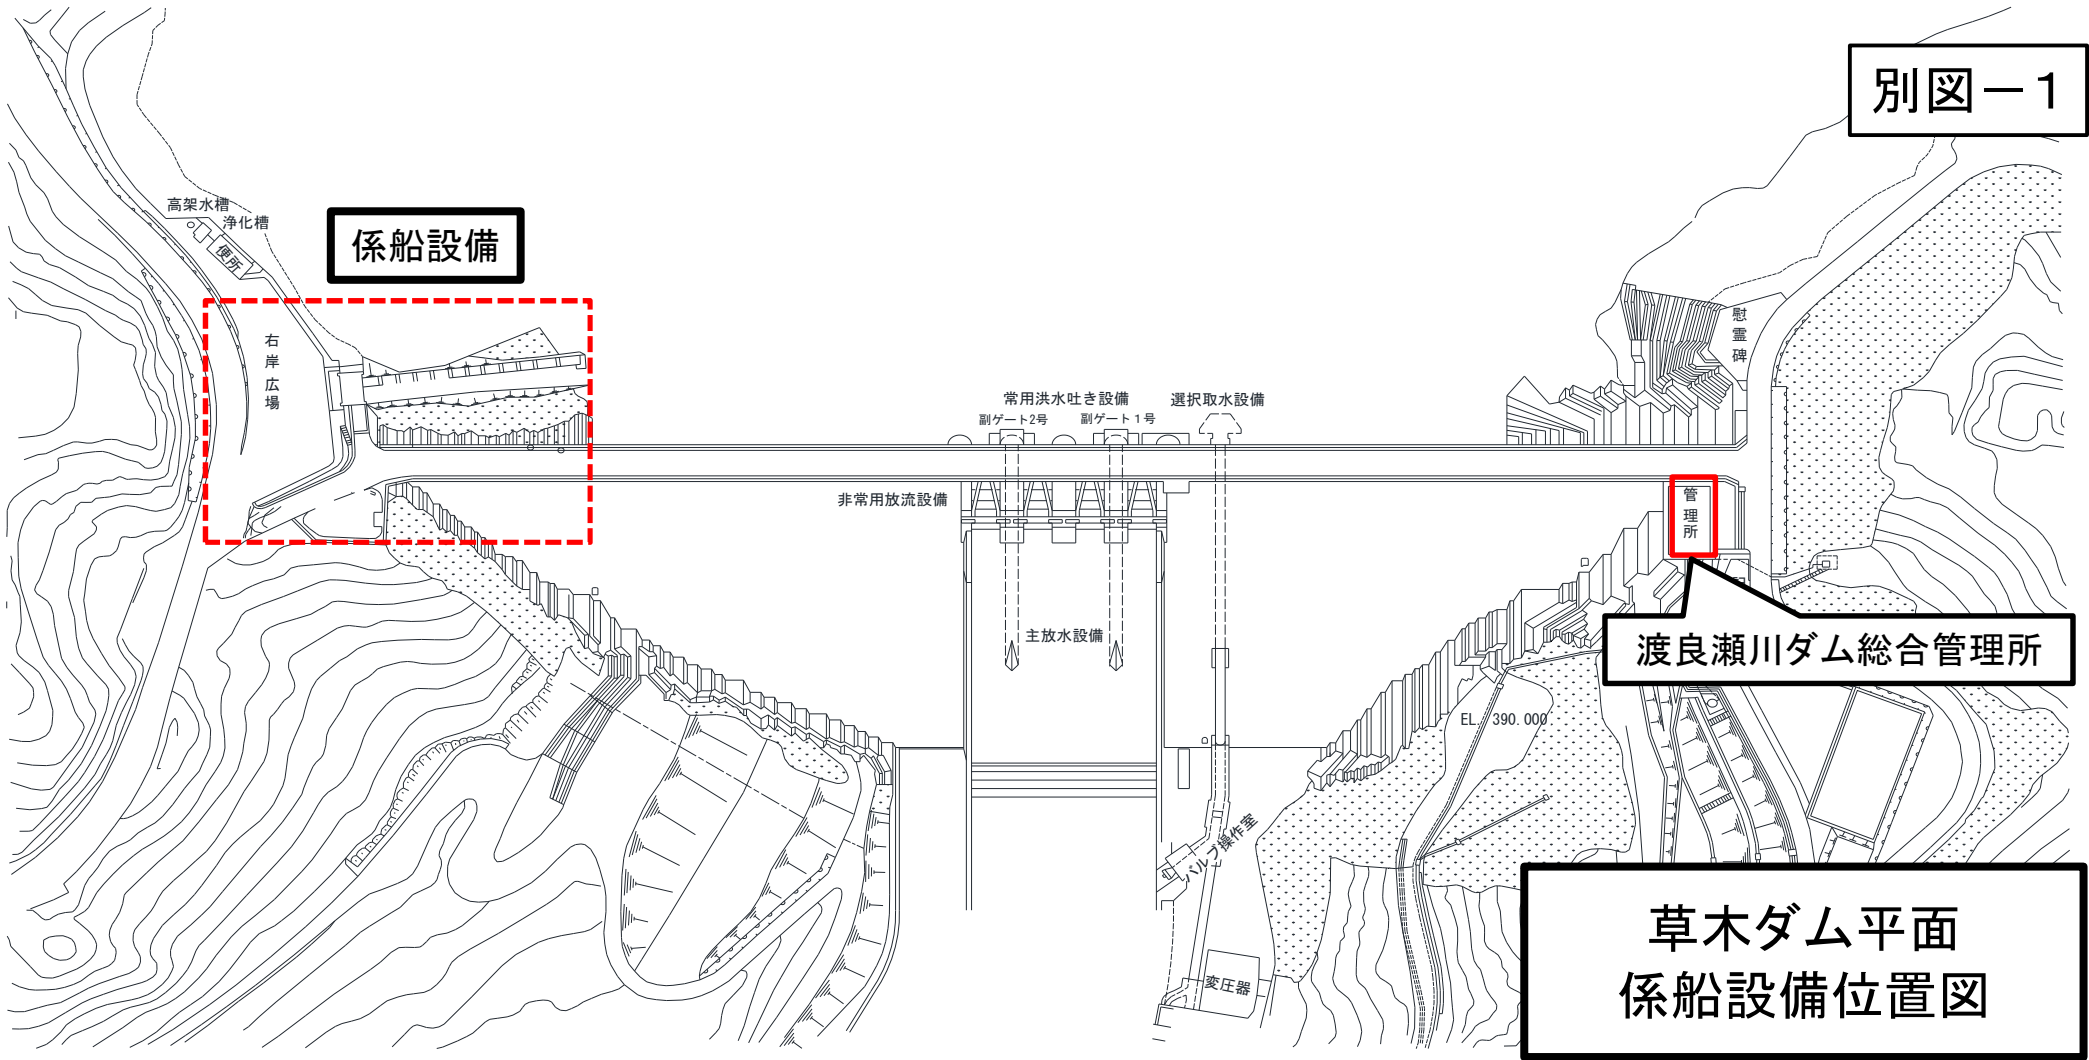 別図－１
高架水槽
浄化槽
便所
係船設備
右岸広場
慰霊碑
常用洪水吐き設備
選択取水設備
副ゲート2号
副ゲート１号
非常用放流設備
管理所
主放水設備
渡良瀬川ダム総合管理所
EL. 390.000
バルブ操作室
変圧器
草木ダム平面
係船設備位置図